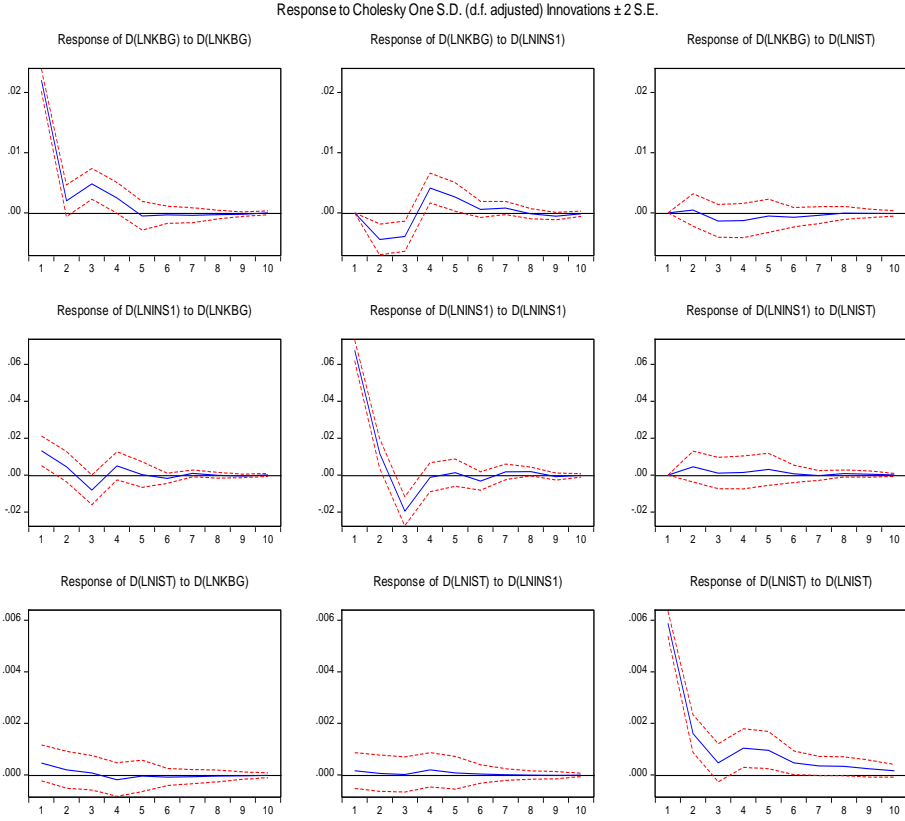 Response to Cholesky One S.D. (d.f. adjusted) Innovations ± 2 S.E.
Response of D(LNKBG) to D(LNKBG)
.02
.01
.00
1 2 3 4 5 6 7 8 9 10
Response of D(LNKBG) to D(LNINS1)
.02
.01
.00
1 2 3 4 5 6 7 8 9 10
Response of D(LNKBG) to D(LNIST)
.02
.01
.00
1 2 3 4 5 6 7 8 9 10
Response of D(LNINS1) to D(LNKBG)
.06
.04
.02
.00
-.02
1 2 3 4 5 6 7 8 9 10
Response of D(LNINS1) to D(LNINS1)
.06
.04
.02
.00
-.02
1 2 3 4 5 6 7 8 9 10
Response of D(LNINS1) to D(LNIST)
.06
.04
.02
.00
-.02
1 2 3 4 5 6 7 8 9 10
Response of D(LNIST) to D(LNKBG)
.006
.004
.002
.000
1 2 3 4 5 6 7 8 9 10
Response of D(LNIST) to D(LNINS1)
.006
.004
.002
.000
1 2 3 4 5 6 7 8 9 10
Response of D(LNIST) to D(LNIST)
.006
.004
.002
.000
1 2 3 4 5 6 7 8 9 10